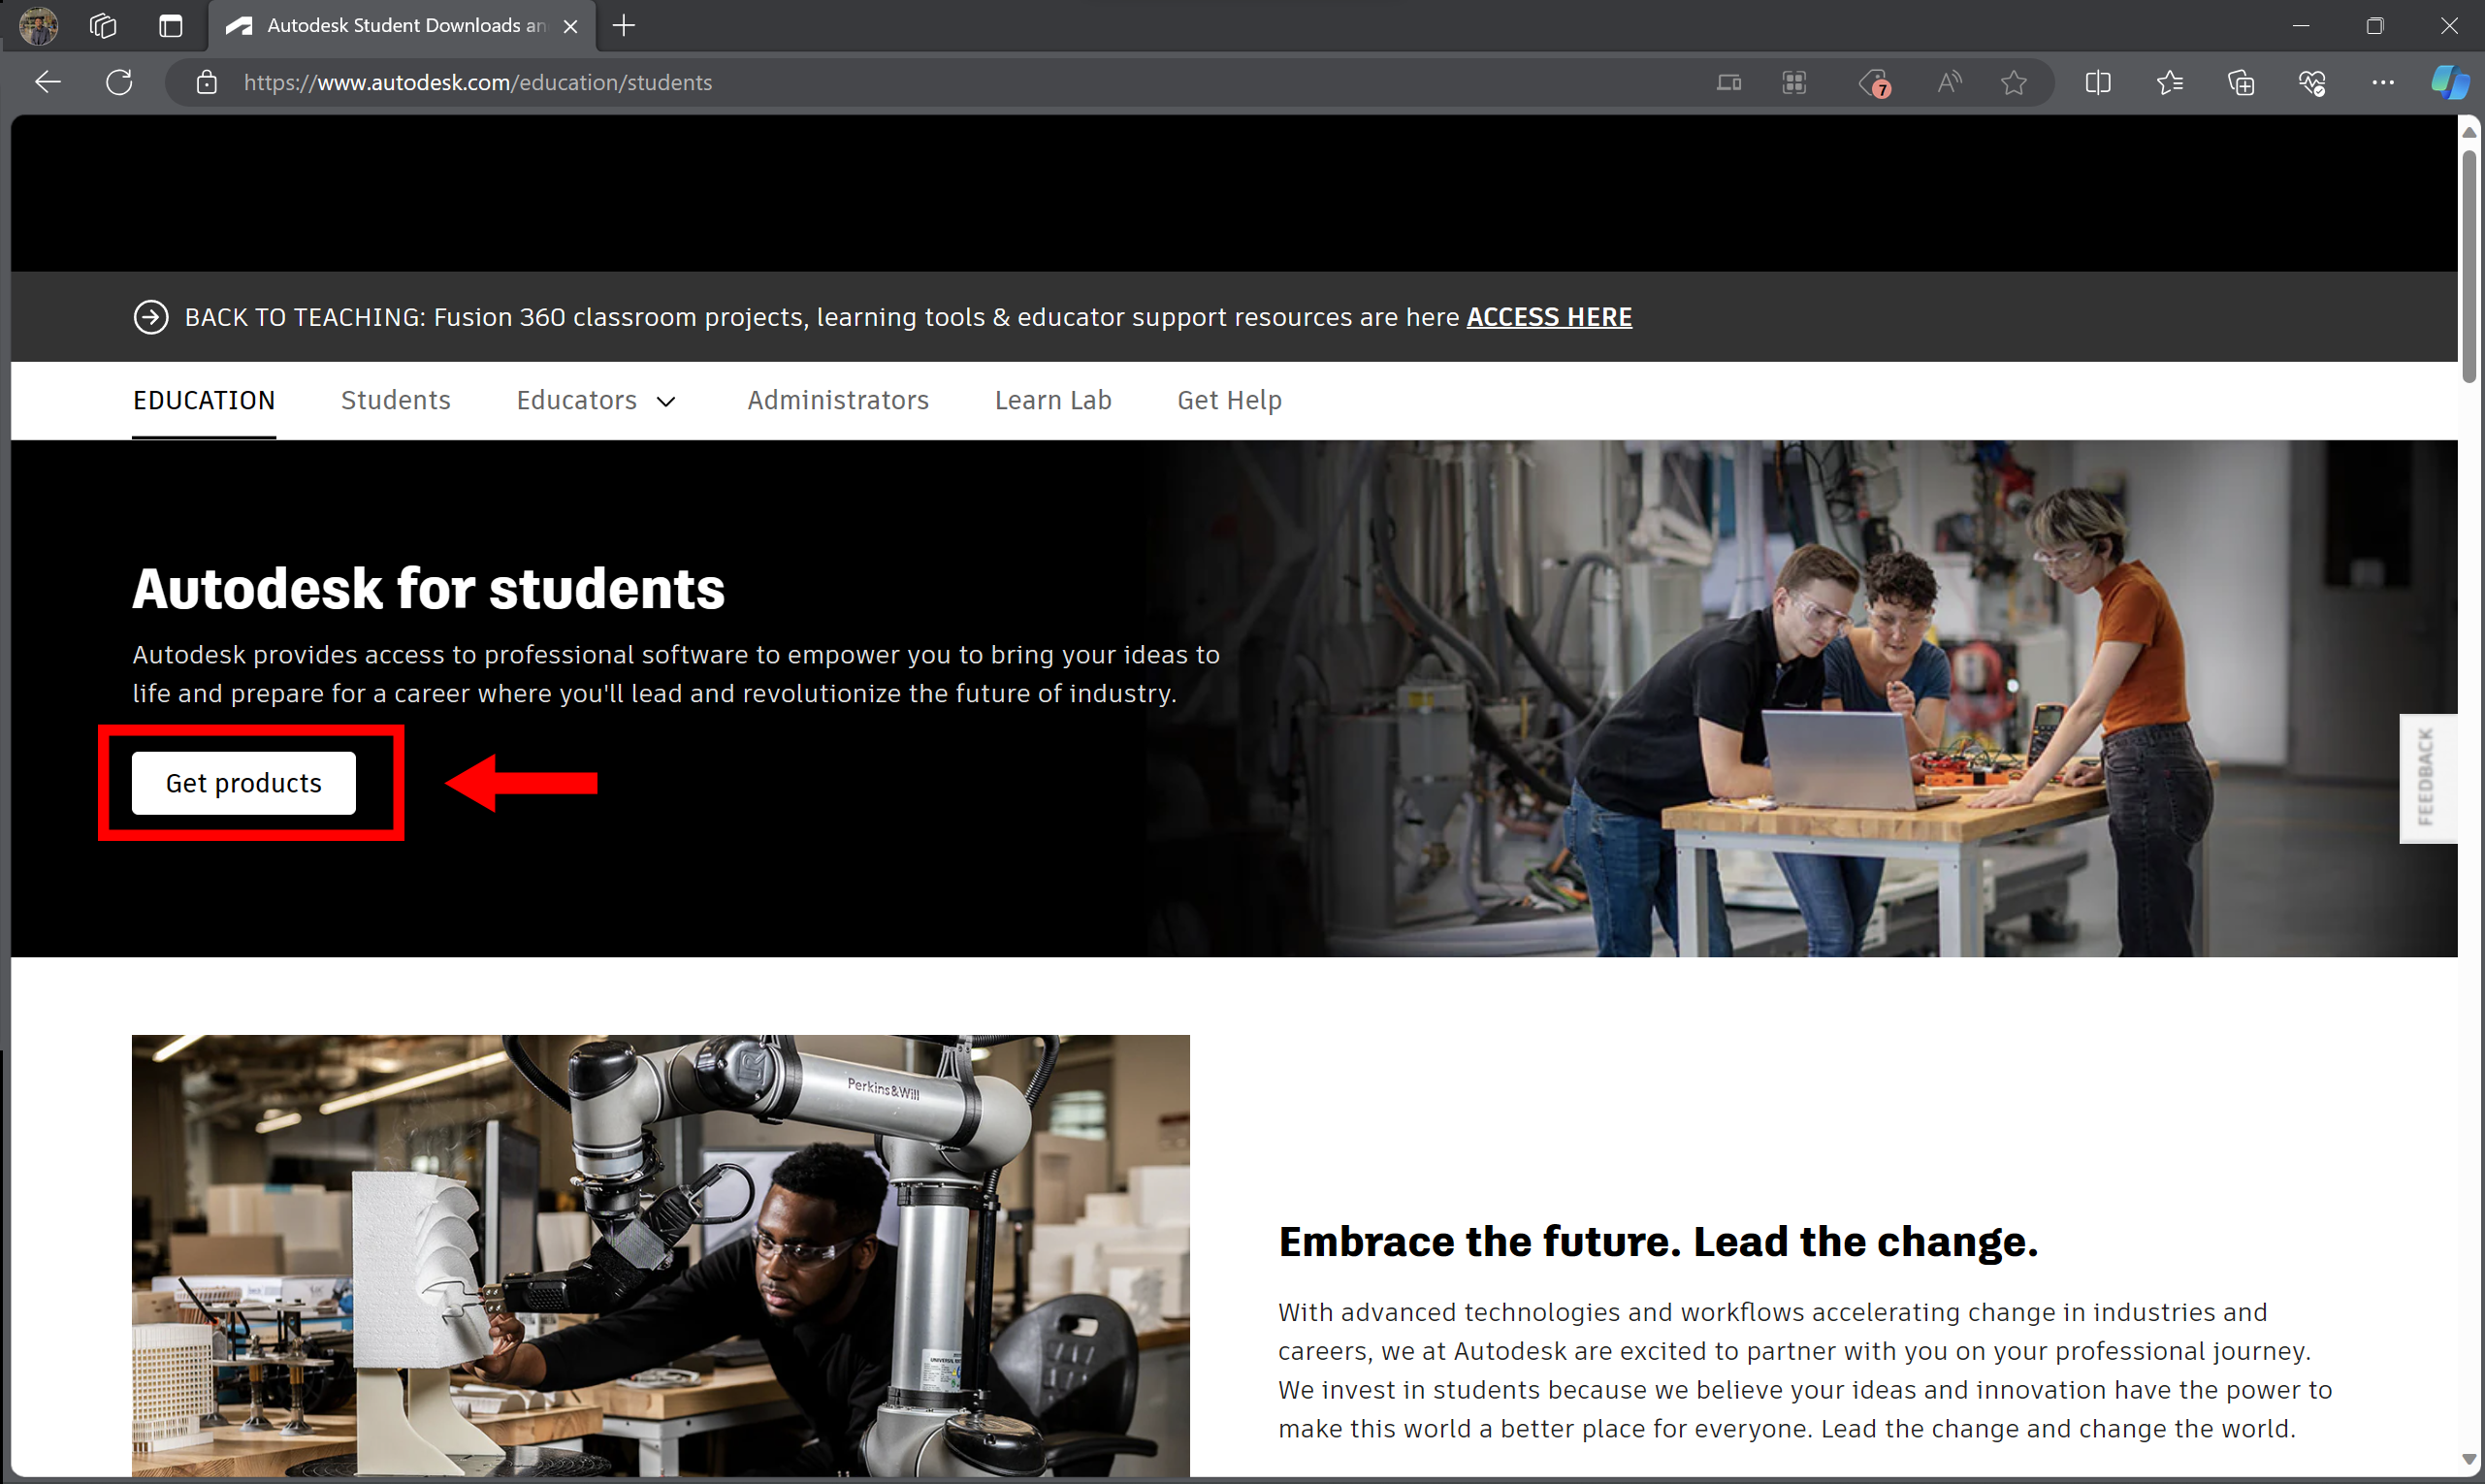 Autodesk Student Downloads an
https://www.autodesk.com/education/students
7
BACK TO TEACHING: Fusion 360 classroom projects, learning tools & educator support resources are here ACCESS HERE
EDUCATION Students Educators Administrators Learn Lab Get Help
Autodesk for students
Autodesk provides access to professional software to empower you to bring your ideas to
life and prepare for a career where you'll lead and revolutionize the future of industry.
Get products
FEEDBACK
Perkins&Will
Embrace the future. Lead the change.
With advanced technologies and workflows accelerating change in industries and
careers, we at Autodesk are excited to partner with you on your professional journey.
We invest in students because we believe your ideas and innovation have the power to
make this world a better place for everyone. Lead the change and change the world.